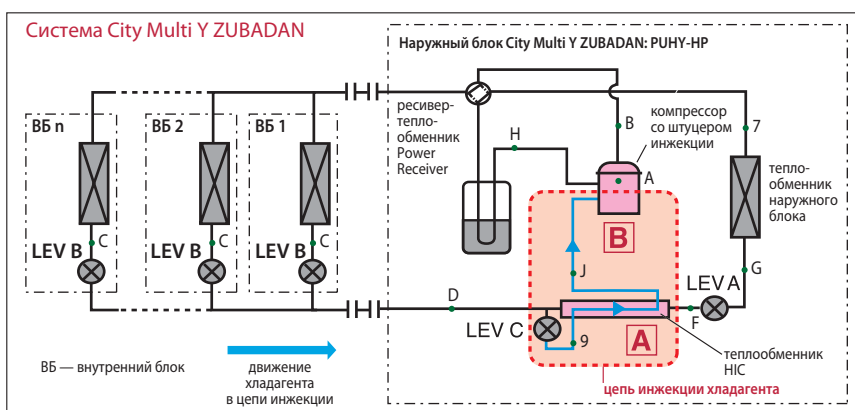 Система City Multi Y ZUBADAN
Наружный блок City Multi Y ZUBADAN: PUHY-HP
ВБ n
ВБ 2
ВБ 1
ресивер-
тепло-
обменник
Power
Receiver
H
B
компрессор
со штуцером
инжекции
A
7
тепло-
обменник
наружного
блока
C
C
C
LEV B
LEV B
LEV B
B
J
G
LEV A
D
F
LEV C
9
A
теплообменник
HIC
цепь инжекции хладагента
ВБ — внутренний блок
движение
хладагента
в цепи инжекции